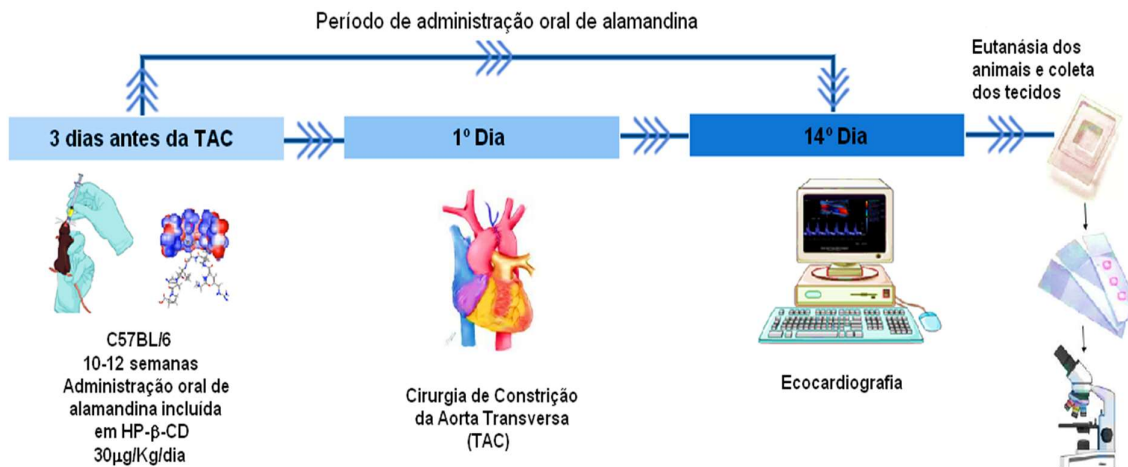 Período de administração oral de alamandina
Eutanásia dos
animais e coleta
dos tecidos
3 dias antes da TAC
1º Dia
14º Dia
C57BL/6
10-12 semanas
Administração oral de
alamandina incluída
em HP-β-CD
30µg/Kg/dia
Cirurgia de Constrição
da Aorta Transversa
(TAC)
Ecocardiografia